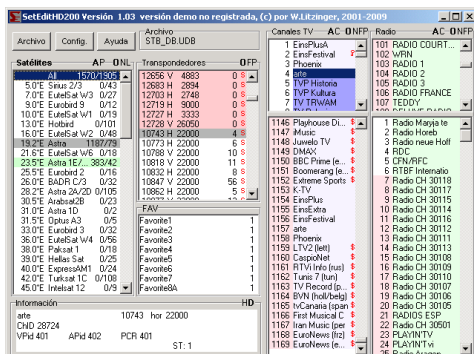 SetEditHD200 Versión 1.03 versión demo no registrada, (c) por W.Litzinger, 2001-2009
Archivo
Config.
Ayuda
Archivo
STB_DB.UDB
Satélites AP ONL
All 1570/1905
5.0°E Sirius 2/3 0/43
7.0°E EutelSat W3 0/27
9.0°E Eurobird 9 0/12
10.0°E EutelSat W1 0/19
13.0°E Hotbird 0/101
16.0°E EutelSat W2 0/48
19.2°E Astra 1187/79
21.6°E EutelSat W6 0/18
23.5°E Astra 1E/... 383/42
25.5°E Eurobird 2 0/16
26.0°E BADR C/3 0/32
28.2°E Astra 2A/2D 0/105
30.5°E Arabsat2B 0/23
31.0°E Astra 1D 0/2
31.5°E Optus A3 0/5
33.0°E Eurobird 3 0/32
36.0°E EutelSat W4 0/56
38.0°E Paksat 1 0/18
39.0°E Hellas Sat 0/25
40.0°E ExpressAM1 0/24
42.0°E Turksat 1C 0/108
45.0°E Intelsat 12 0/9
Transpondedores OFP
12656 V 4883 0 S
12683 H 2894 0 S
12703 H 2748 0 S
12719 H 9000 0 S
12727 H 3333 0 S
12729 V 26050 0 S
10743 H 22000 4 S
10773 H 22000 6 S
10788 V 22000 10 S
10818 V 22000 11 S
10832 H 22000 8 S
10847 V 22000 56 S
10862 H 22000 5 S
FAV
Favorite1 1
Favorite2 1
Favorite3 1
Favorite4 1
Favorite5 1
Favorite6 1
Favorite7 1
Favorite8A 1
Información HD
arte 10743 hor 22000
ChID 28724
VPid 401 APid 402 PCR 401
ST: 1
Canales TV AC ONFP
1 EinsPlusA
2 EinsFestival $
3 Phoenix
4 arte
5 TVP Historia
6 TVP Kultura
7 TV TRWAM
1146 Playhouse Di... $
1147 iMusic $
1148 Juwelo TV $
1149 DMAX $
1150 BBC Prime (e... $
1151 Boomerang (e... $
1152 Extreme Sports $
1153 K-TV
1154 EinsPlus
1155 EinsExtra
1156 EinsFestival
1157 arte
1158 Phoenix
1159 LTV2 (lett) $
1160 CaspioNet $
1161 RTVi Info (rus) $
1162 Tunis 7 (tun) $
1163 TV Record (p... $
1164 BVN (holl/belg) $
1165 tvCanaria (span $
1166 First Musical C $
1167 Iran Music (per $
1168 EuroNews (frz) $
1169 EuroNews (e... $
Radio AC ONFP
101 RADIO COURT...
102 WRN
103 RADIO 1
104 RADIO 2
105 RADIO 3
106 RADIO FRANCE
107 TEDDY
1 Radio Maryja te
2 Radio Horeb
3 Radio neue Hoff
4 RDC
5 CFN/RFC
6 RTBF Internatio
7 Radio CH 30118
8 Radio CH 30117
9 Radio CH 30116
10 Radio CH 30115
11 Radio CH 30114
12 Radio CH 30113
13 Radio CH 30112
14 Radio CH 30111
15 Radio CH 30110
16 Radio CH 30109
17 Radio CH 30108
18 Radio CH 30107
19 Radio CH 30106
20 Radio CH 30105
21 RADIOS ESP
22 Radio CH 30501
23 PLAYIN'TV
24 PLAYIN'Tvi
25 Radio Aragon